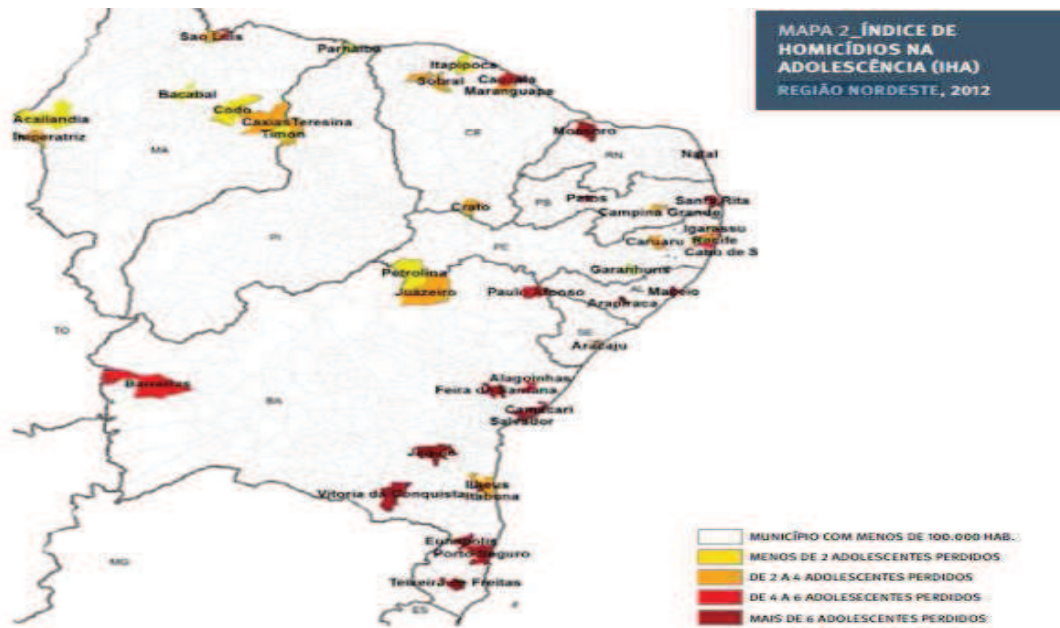 MAPA 2_ÍNDICE DE
HOMICÍDIOS NA
ADOLESCÊNCIA (IHA)
REGIÃO NORDESTE, 2012
Sao Luis
Parnaiba
Itapipoca
Sobral
Caucaia
Maranguape
Bacabal
Acailandia
Codo
Caxias
Teresina
Imperatriz
Timon
Mossoro
CE
MA
RN
Natal
Patos
PB
Santa Rita
Crato
Campina Grande
Igarassu
PI
PE
Caruaru
Recife
Cabo de S
Petrolina
Garanhuns
Juazeiro
Paulo Afonso
AL
Maceio
Arapiraca
TO
SE
Aracaju
Barreiras
Alagoinhas
Feira de Santana
BA
Camacari
Salvador
Jequie
Ilheus
Vitoria da Conquista
Itabuna
Eunapolis
Porto Seguro
MG
Teixeira de Freitas
ES
MUNICÍPIO COM MENOS DE 100.000 HAB.
MENOS DE 2 ADOLESCENTES PERDIDOS
DE 2 A 4 ADOLESCENTES PERDIDOS
DE 4 A 6 ADOLESECENTES PERDIDOS
MAIS DE 6 ADOLESCENTES PERDIDOS